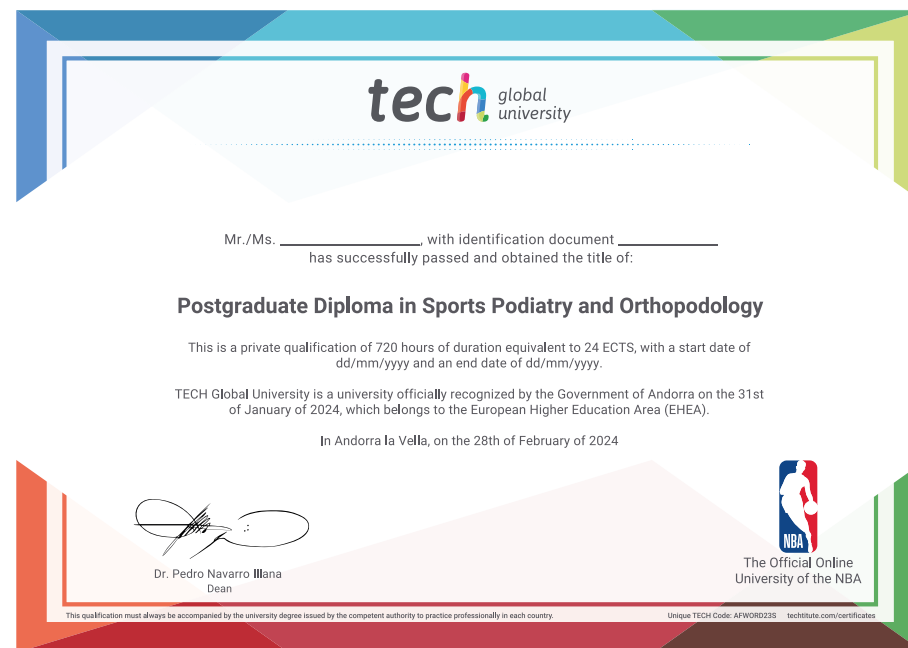 tech global university
Mr./Ms. ____________________, with identification document ______________
has successfully passed and obtained the title of:
Postgraduate Diploma in Sports Podiatry and Orthopodology
This is a private qualification of 720 hours of duration equivalent to 24 ECTS, with a start date of
dd/mm/yyyy and an end date of dd/mm/yyyy.
TECH Global University is a university officially recognized by the Government of Andorra on the 31st
of January of 2024, which belongs to the European Higher Education Area (EHEA).
In Andorra la Vella, on the 28th of February of 2024
NBA
Dr. Pedro Navarro Illana
Dean
The Official Online
University of the NBA
This qualification must always be accompanied by the university degree issued by the competent authority to practice professionally in each country.
Unique TECH Code: AFWORD23S techtitute.com/certificates